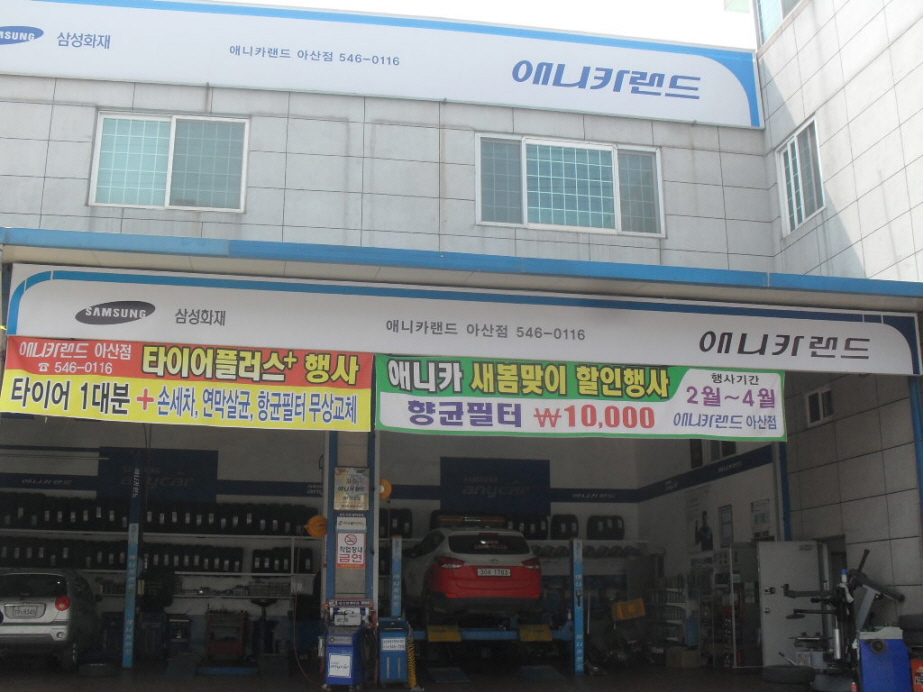 SAMSUNG 삼성화재
애니카랜드 아산점 546-0116
애니카랜드
SAMSUNG 삼성화재
애니카랜드 아산점 546-0116
애니카랜드
애니카랜드 아산점
☎ 546-0116
타이어플러스+ 행사
타이어 1대분 + 손세차, 연막살균, 항균필터 무상교체
애니카 새봄맞이 할인행사
향균필터 ₩10,000
행사기간
2월~4월
애니카랜드 아산점
anycar
anycar
금연